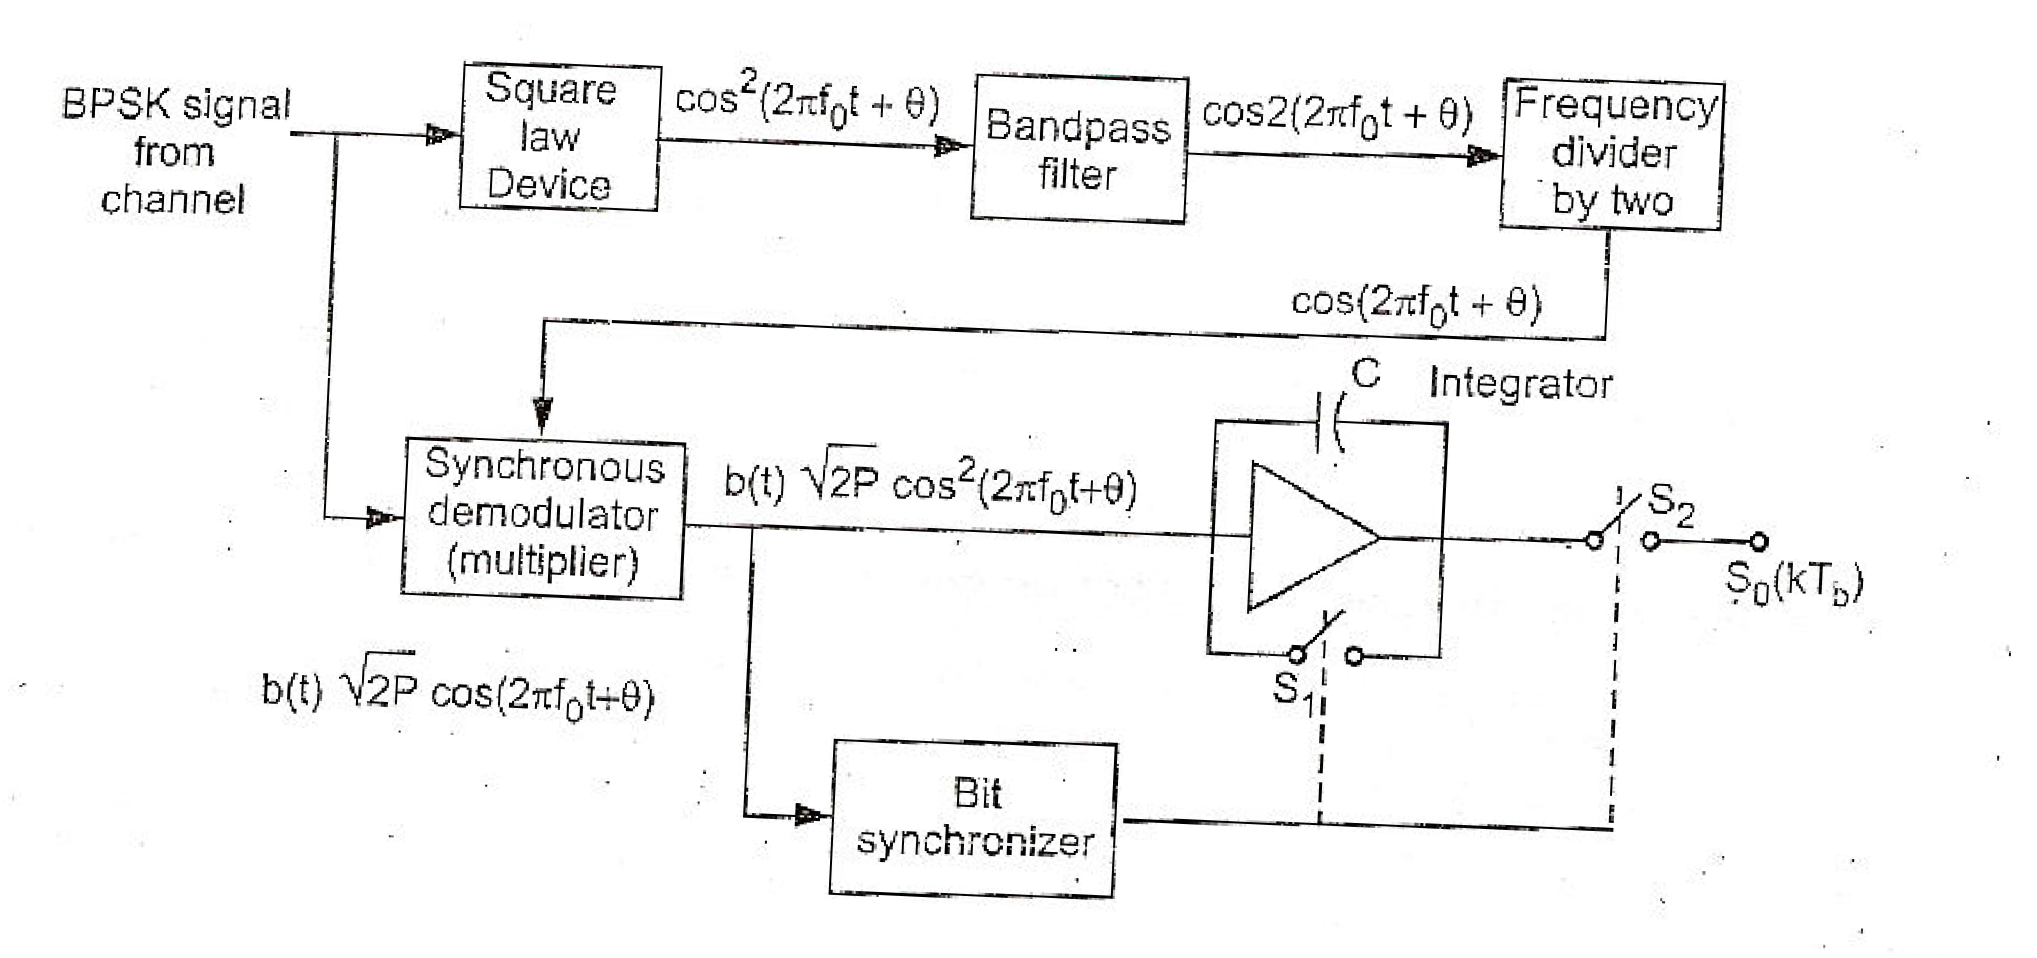 BPSK signal
from
channel
Square
law
Device
cos²(2πf₀t + θ)
Bandpass
filter
cos2(2πf₀t + θ)
Frequency
divider
by two
cos(2πf₀t + θ)
C
Integrator
Synchronous
demodulator
(multiplier)
b(t) √2P cos²(2πf₀t+θ)
S₂
S₀(kT_b)
S₁
b(t) √2P cos(2πf₀t+θ)
Bit
synchronizer